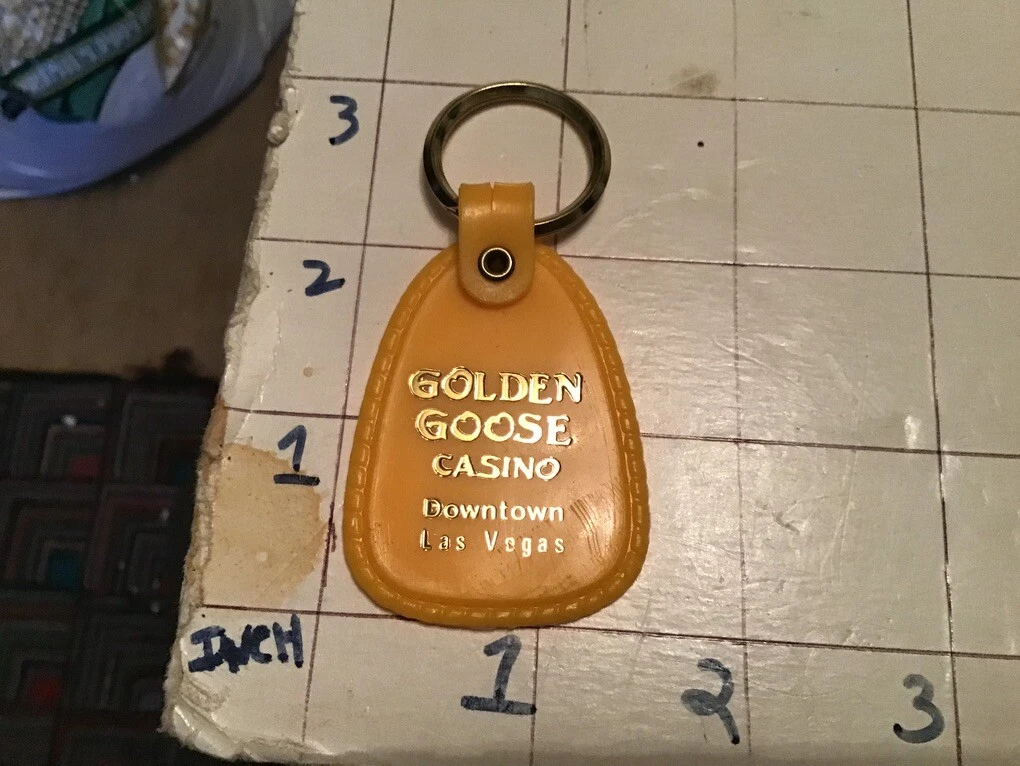 3
2
GOLDEN
GOOSE
CASINO
1
Downtown
Las Vegas
INCH
1
2
3